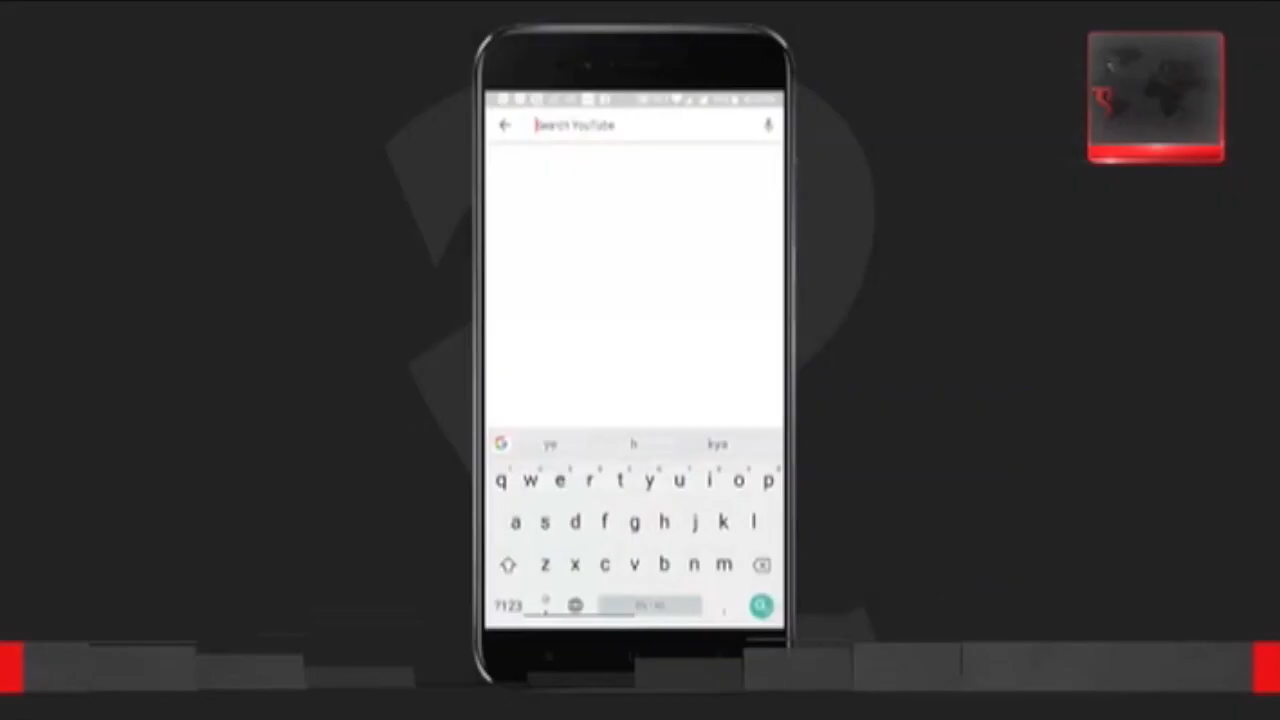 Search YouTube
ye h kya
q w e r t y u i o p
a s d f g h j k l
z x c v b n m
?123 , .